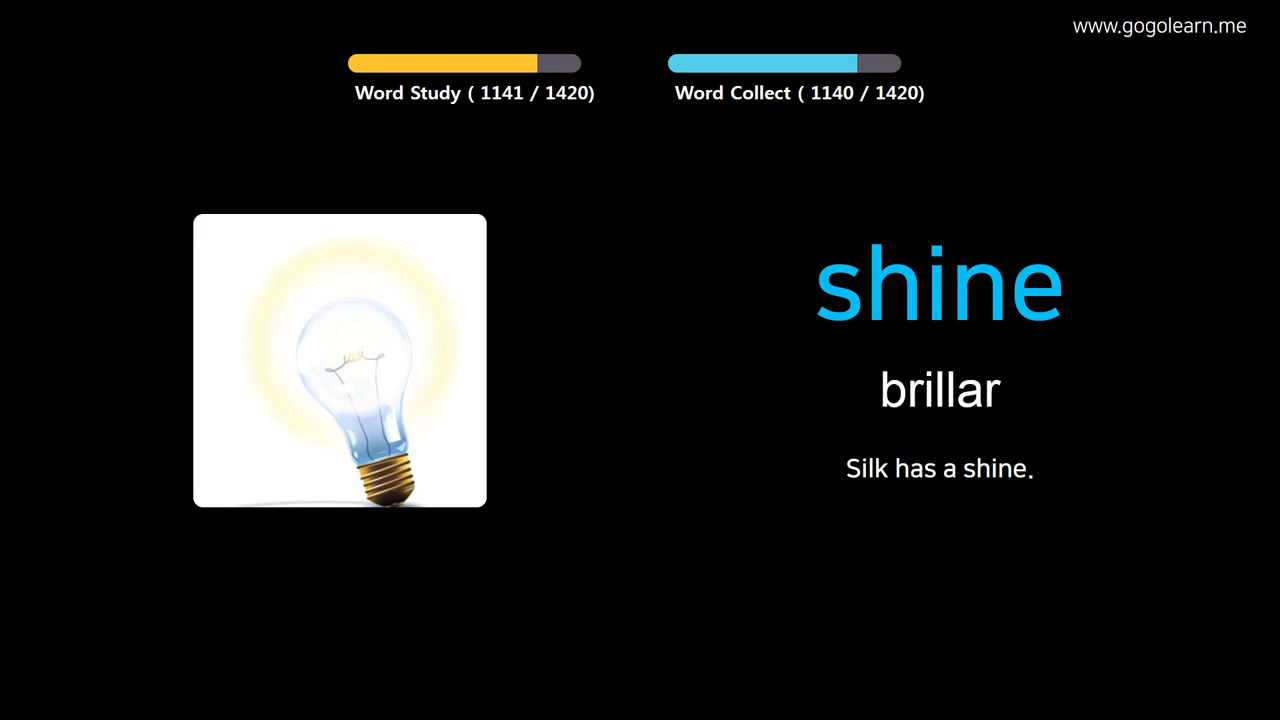 www.gogolearn.me
Word Study ( 1141 / 1420)
Word Collect ( 1140 / 1420)
shine
brillar
Silk has a shine.